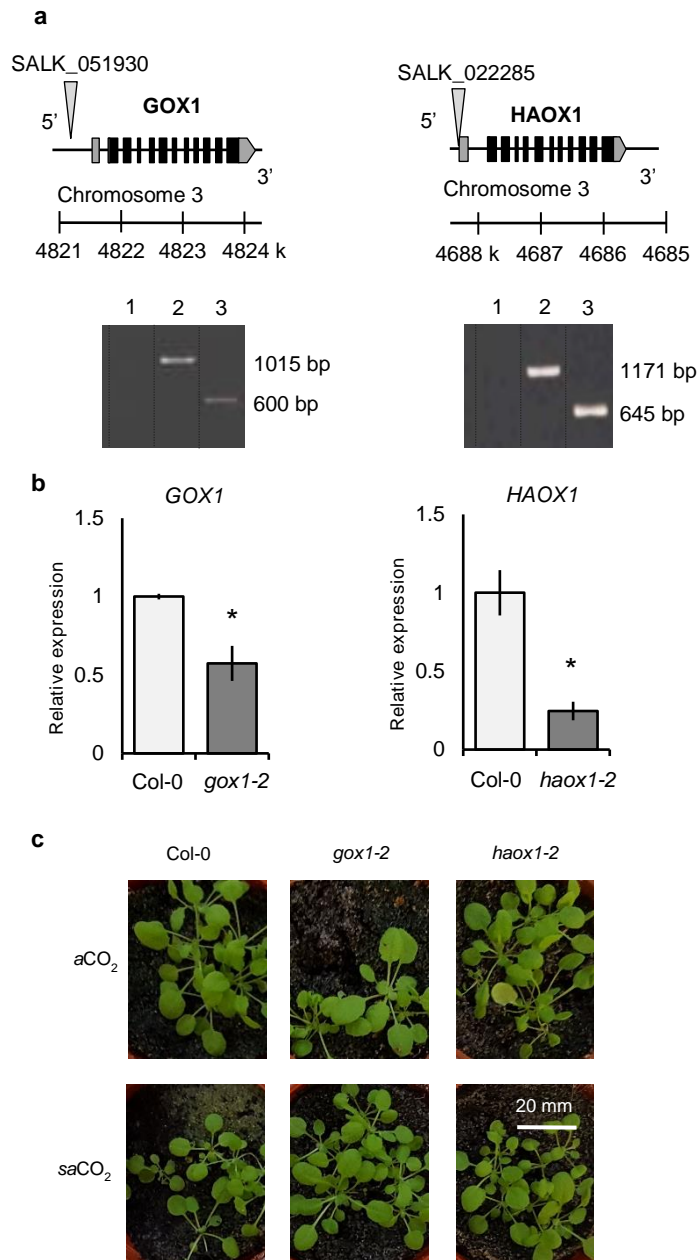 a
SALK_051930
GOX1
5’
3’
Chromosome 3
4821 4822 4823 4824 k
1 2 3
1015 bp
600 bp
SALK_022285
HAOX1
5’
3’
Chromosome 3
4688 k 4687 4686 4685
1 2 3
1171 bp
645 bp
b
GOX1
Relative expression
1.5
1
0.5
0
*
Col-0 gox1-2
HAOX1
Relative expression
1.5
1
0.5
0
*
Col-0 haox1-2
c
Col-0 gox1-2 haox1-2
aCO₂
saCO₂
20 mm